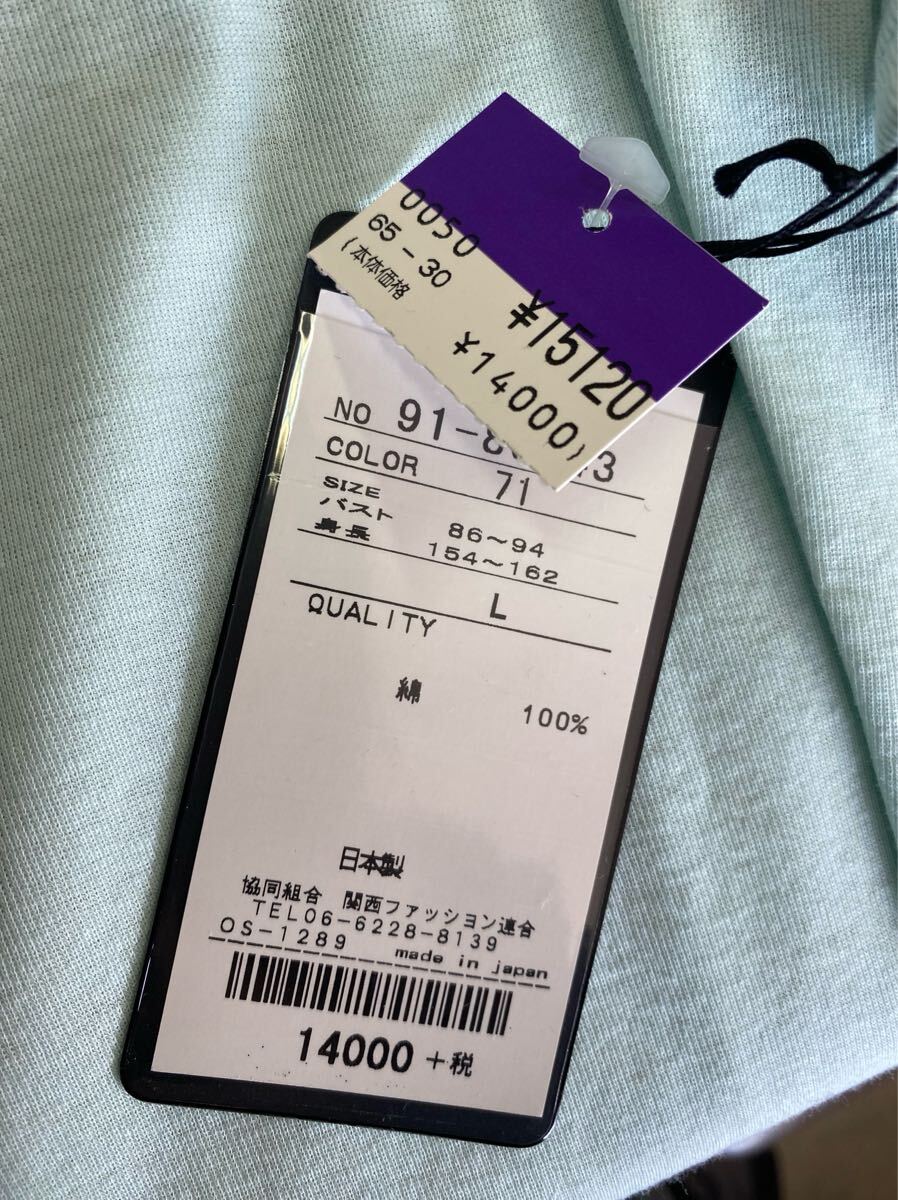 0050
65-30
¥15120
(本体価格 ¥14000)
NO
COLOR 71
SIZE
バスト 86~94
身長 154~162
L
QUALITY
綿 100%
日本製
協同組合 関西ファッション連合
TEL06-6228-8139
OS-1289 made in japan
14000 +税